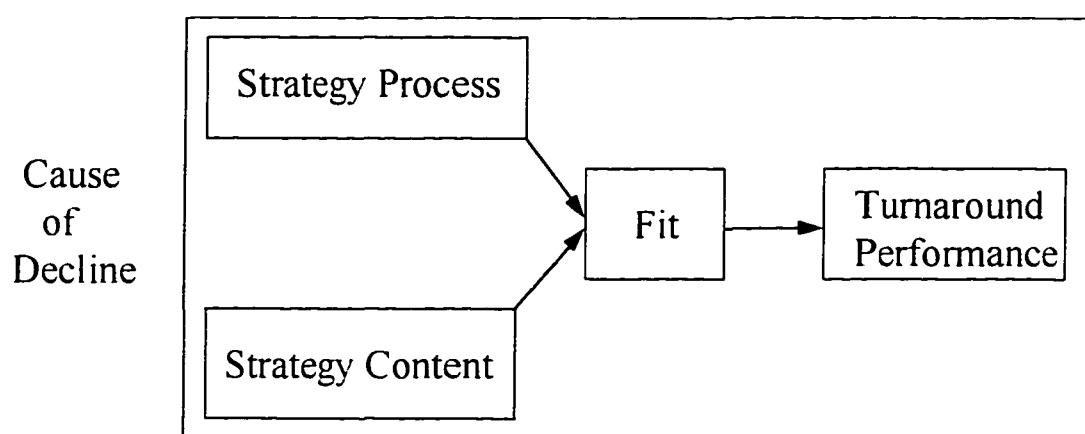 Strategy Process
Cause
of
Decline
Fit
Turnaround
Performance
Strategy Content